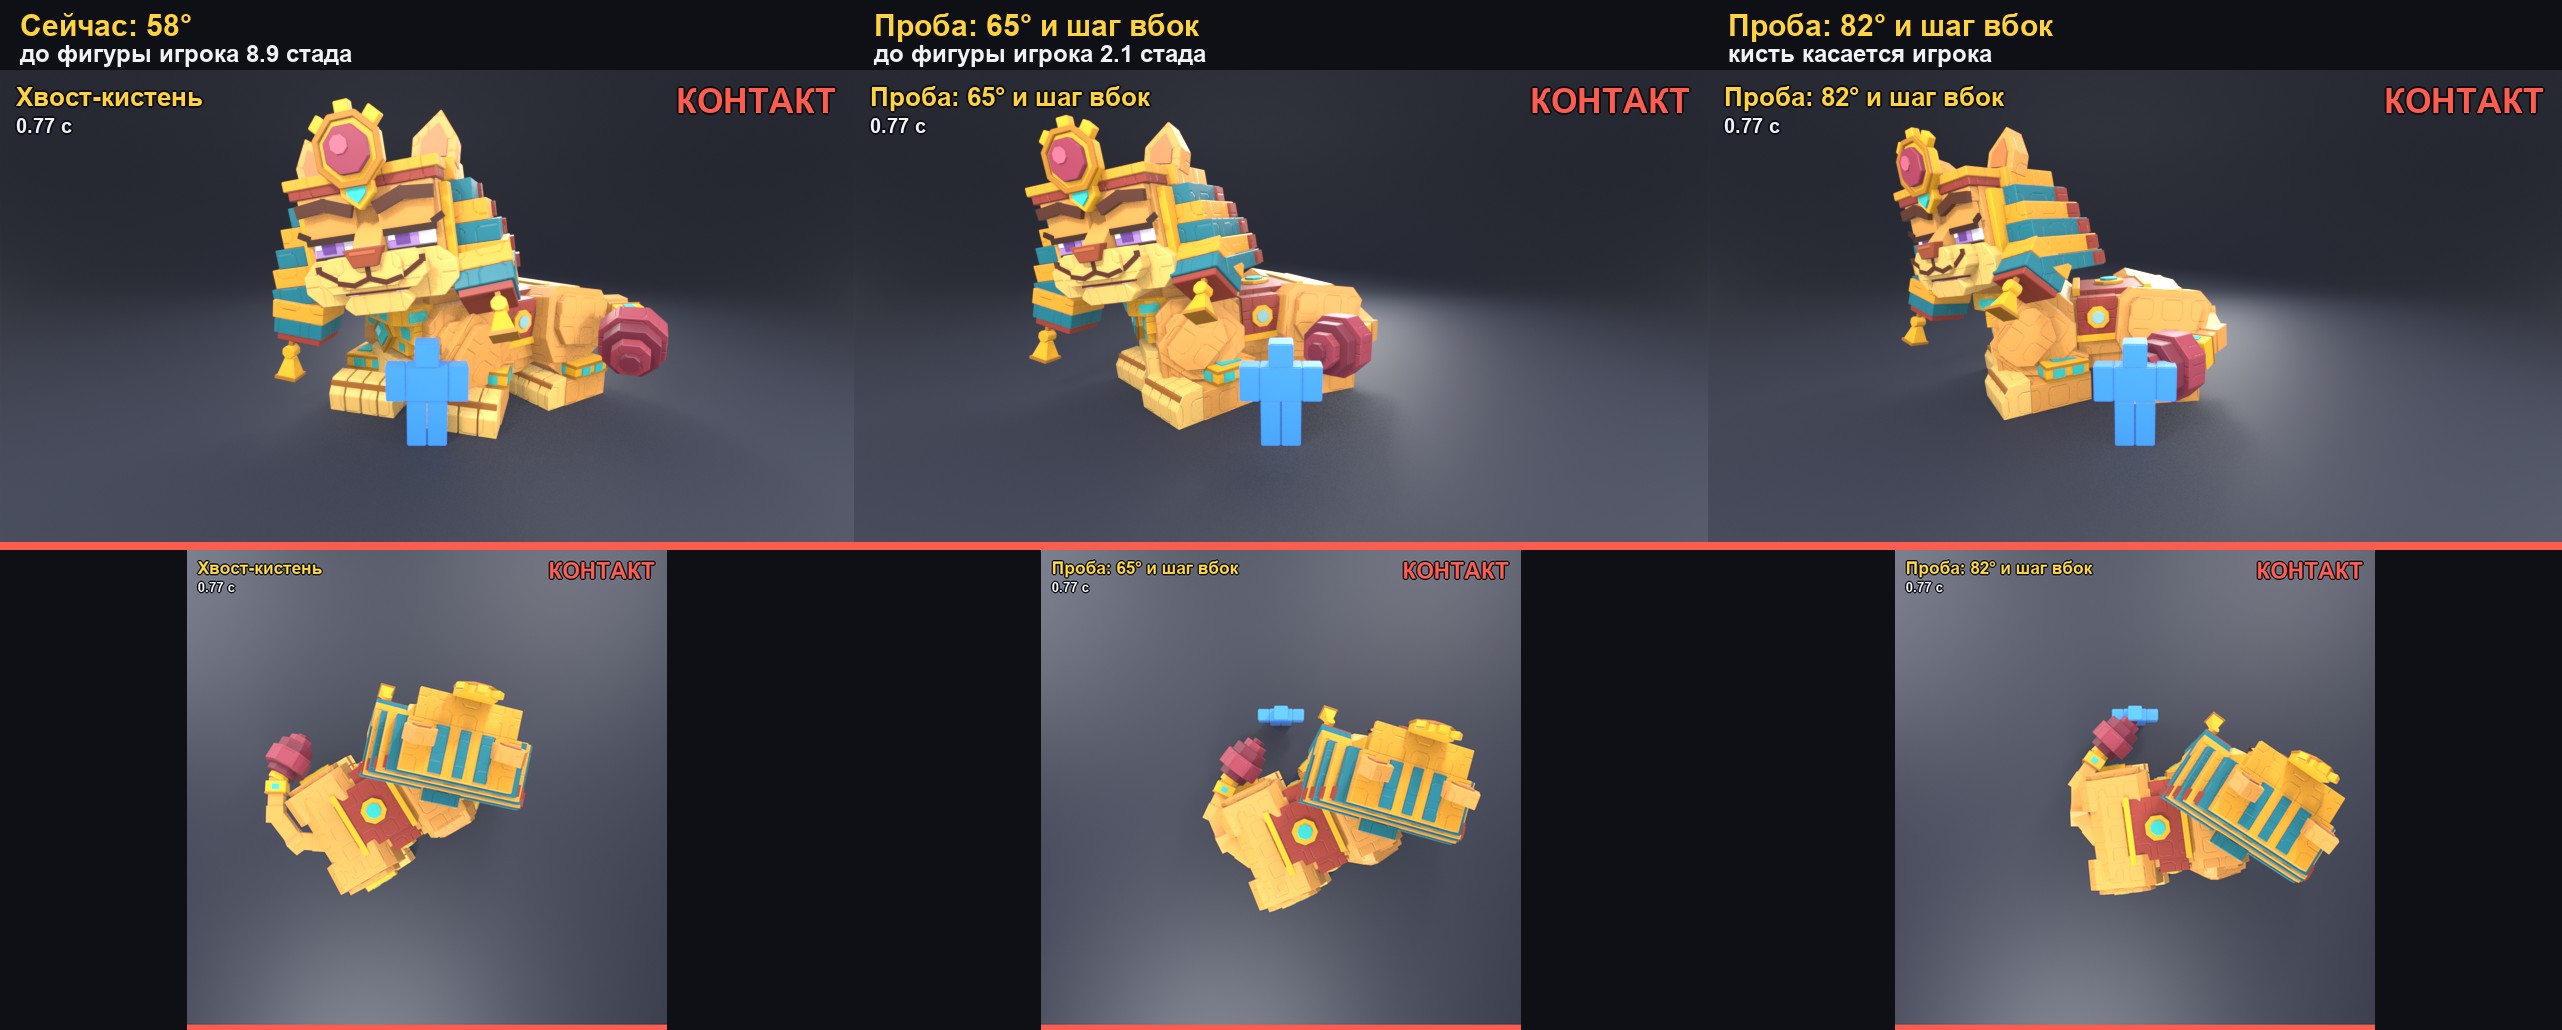 Сейчас: 58°
до фигуры игрока 8.9 стада
Проба: 65° и шаг вбок
до фигуры игрока 2.1 стада
Проба: 82° и шаг вбок
кисть касается игрока
Хвост-кистень
0.77 с
КОНТАКТ
Проба: 65° и шаг вбок
0.77 с
КОНТАКТ
Проба: 82° и шаг вбок
0.77 с
КОНТАКТ
Хвост-кистень
0.77 с
КОНТАКТ
Проба: 65° и шаг вбок
0.77 с
КОНТАКТ
Проба: 82° и шаг вбок
0.77 с
КОНТАКТ